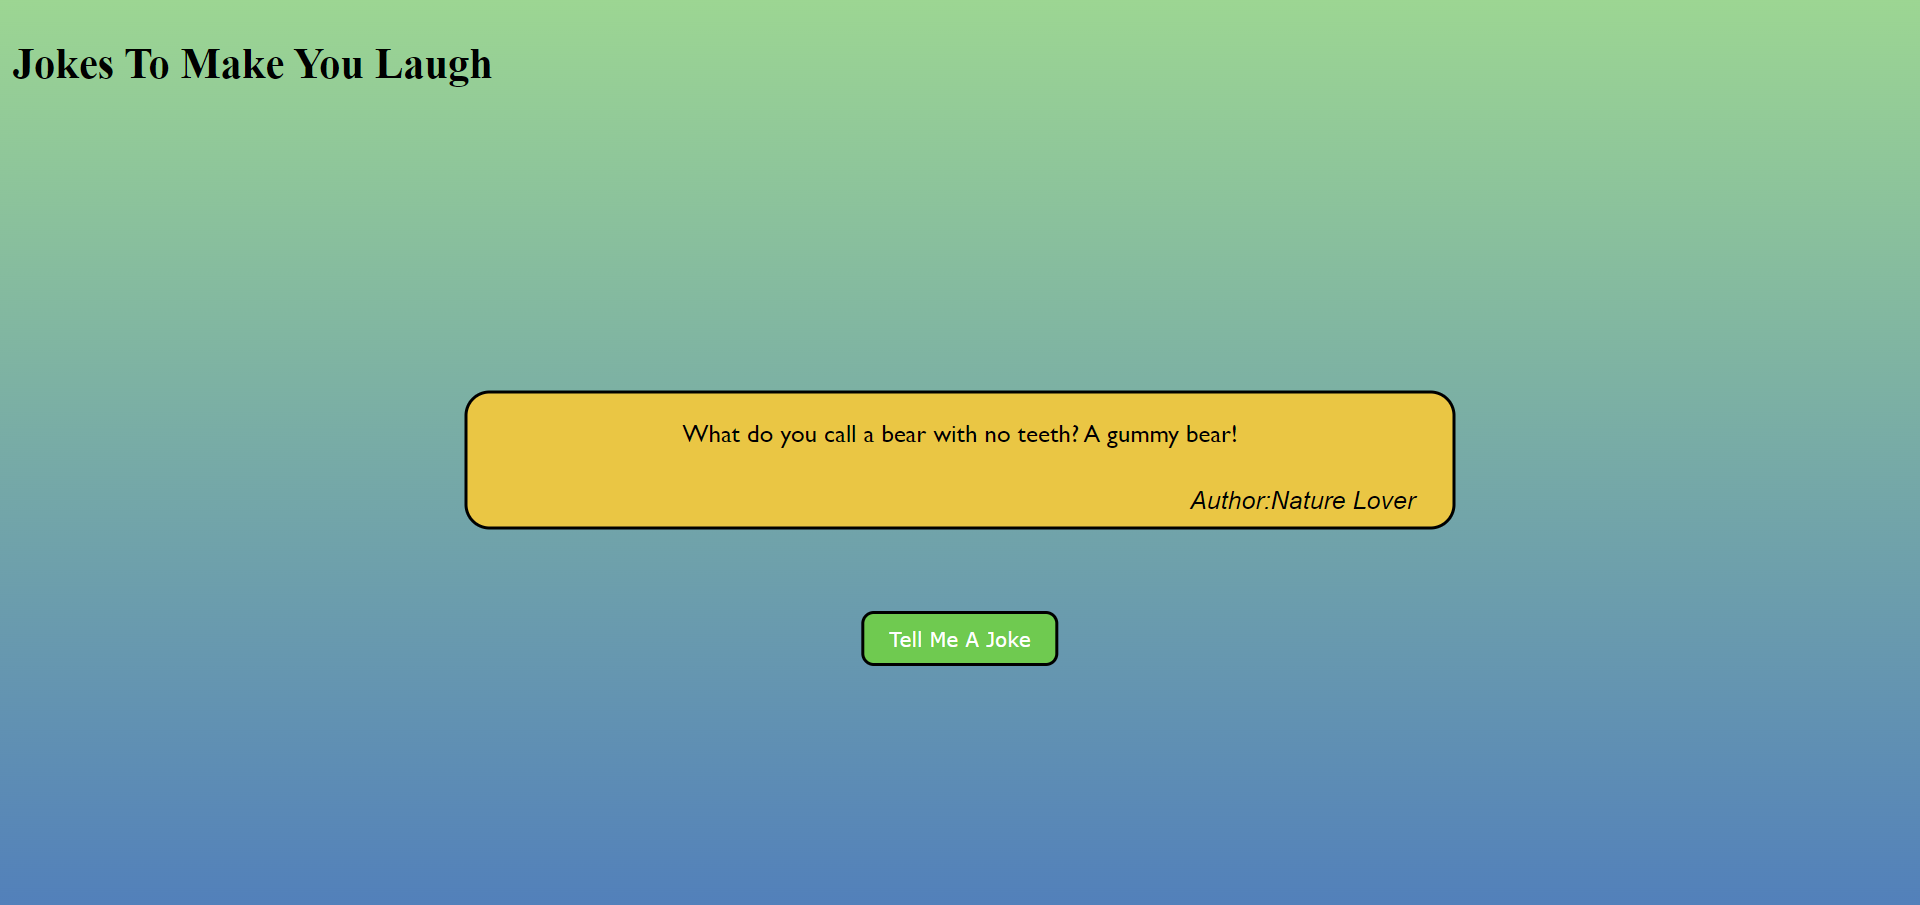 Jokes To Make You Laugh
What do you call a bear with no teeth? A gummy bear!
Author:Nature Lover
Tell Me A Joke